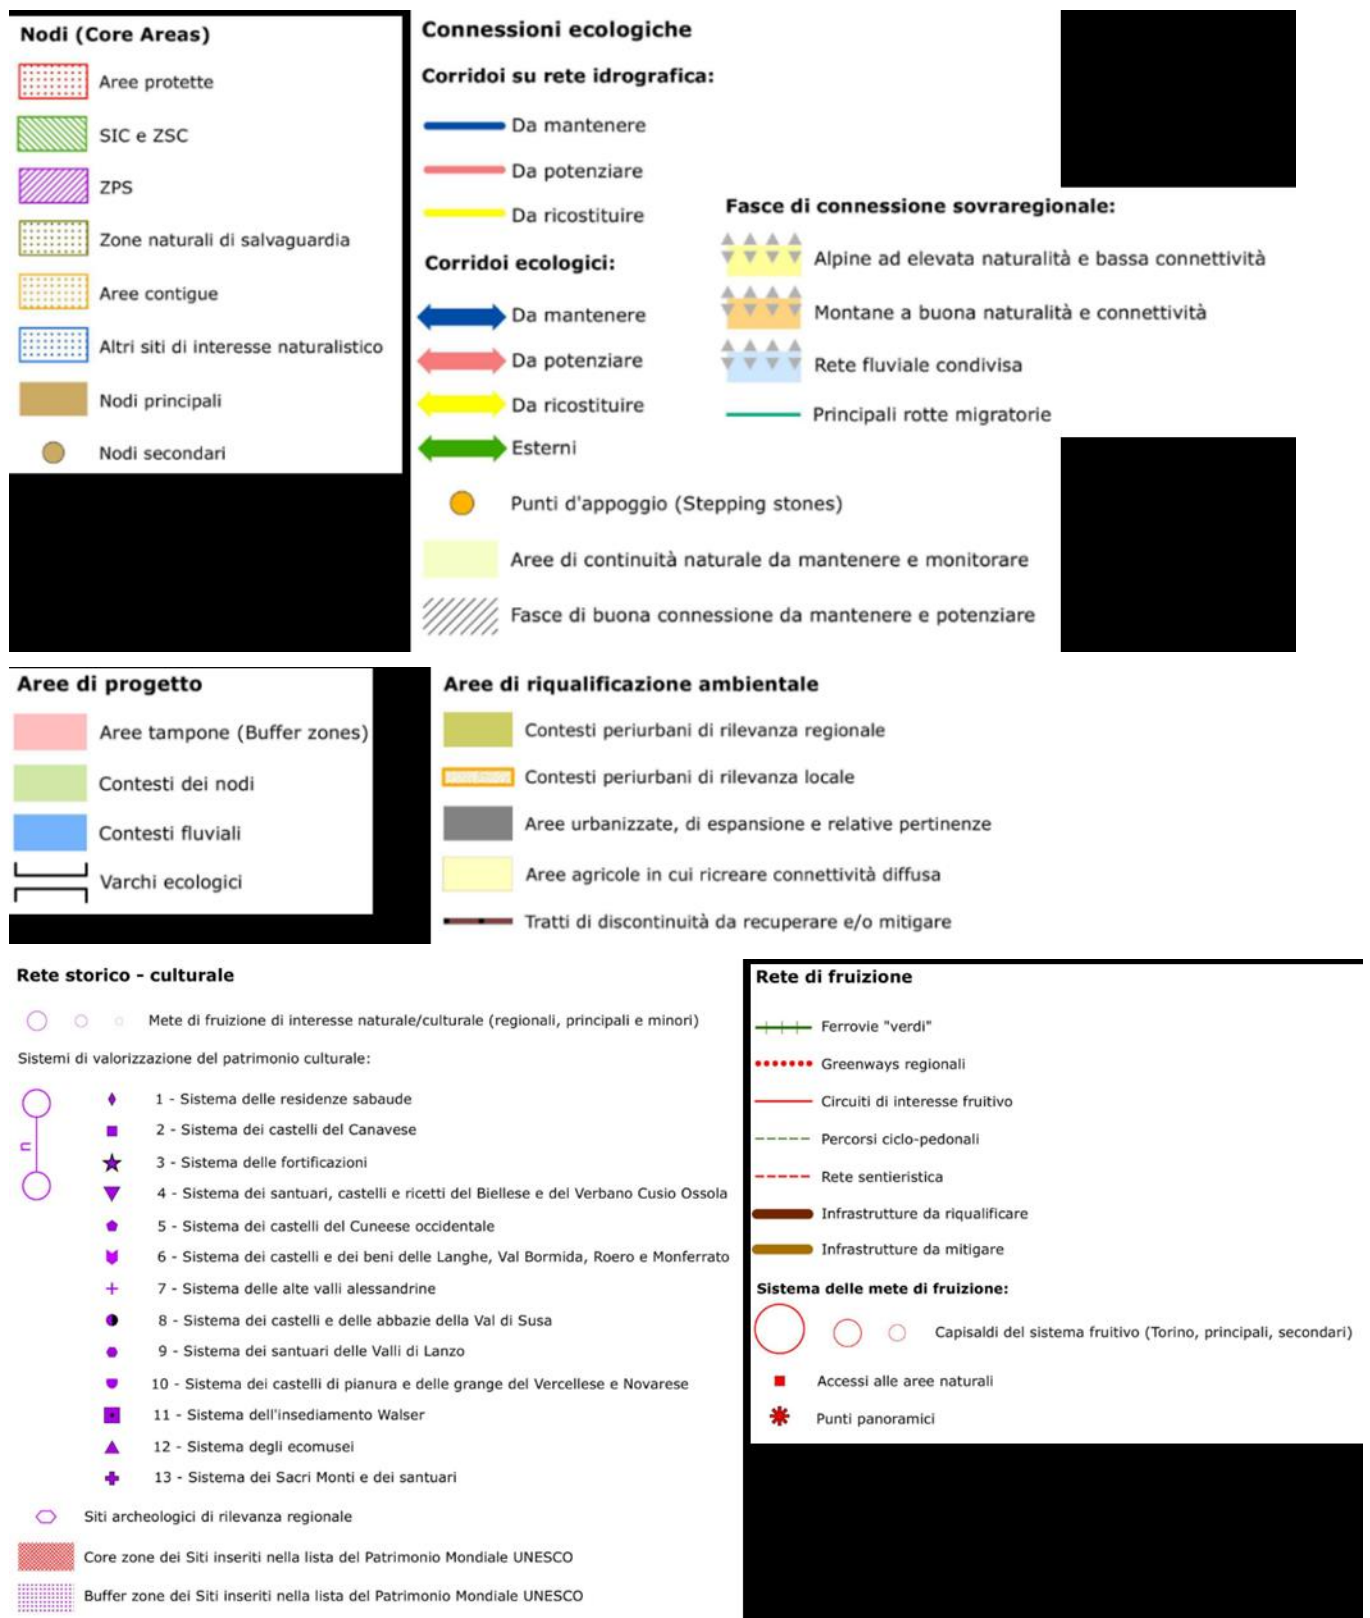 Nodi (Core Areas)
Aree protette
SIC e ZSC
ZPS
Zone naturali di salvaguardia
Aree contigue
Altri siti di interesse naturalistico
Nodi principali
Nodi secondari
Connessioni ecologiche
Corridoi su rete idrografica:
Da mantenere
Da potenziare
Da ricostituire
Corridoi ecologici:
Da mantenere
Da potenziare
Da ricostituire
Esterni
Punti d'appoggio (Stepping stones)
Aree di continuità naturale da mantenere e monitorare
Fasce di buona connessione da mantenere e potenziare
Fasce di connessione sovraregionale:
Alpine ad elevata naturalità e bassa connettività
Montane a buona naturalità e connettività
Rete fluviale condivisa
Principali rotte migratorie
Aree di progetto
Aree tampone (Buffer zones)
Contesti dei nodi
Contesti fluviali
Varchi ecologici
Aree di riqualificazione ambientale
Contesti periurbani di rilevanza regionale
Contesti periurbani di rilevanza locale
Aree urbanizzate, di espansione e relative pertinenze
Aree agricole in cui ricreare connettività diffusa
Tratti di discontinuità da recuperare e/o mitigare
Rete storico - culturale
Mete di fruizione di interesse naturale/culturale (regionali, principali e minori)
Sistemi di valorizzazione del patrimonio culturale:
n
1 - Sistema delle residenze sabaude
2 - Sistema dei castelli del Canavese
3 - Sistema delle fortificazioni
4 - Sistema dei santuari, castelli e ricetti del Biellese e del Verbano Cusio Ossola
5 - Sistema dei castelli del Cuneese occidentale
6 - Sistema dei castelli e dei beni delle Langhe, Val Bormida, Roero e Monferrato
7 - Sistema delle alte valli alessandrine
8 - Sistema dei castelli e delle abbazie della Val di Susa
9 - Sistema dei santuari delle Valli di Lanzo
10 - Sistema dei castelli di pianura e delle grange del Vercellese e Novarese
11 - Sistema dell'insediamento Walser
12 - Sistema degli ecomusei
13 - Sistema dei Sacri Monti e dei santuari
Siti archeologici di rilevanza regionale
Core zone dei Siti inseriti nella lista del Patrimonio Mondiale UNESCO
Buffer zone dei Siti inseriti nella lista del Patrimonio Mondiale UNESCO
Rete di fruizione
Ferrovie "verdi"
Greenways regionali
Circuiti di interesse fruitivo
Percorsi ciclo-pedonali
Rete sentieristica
Infrastrutture da riqualificare
Infrastrutture da mitigare
Sistema delle mete di fruizione:
Capisaldi del sistema fruitivo (Torino, principali, secondari)
Accessi alle aree naturali
Punti panoramici